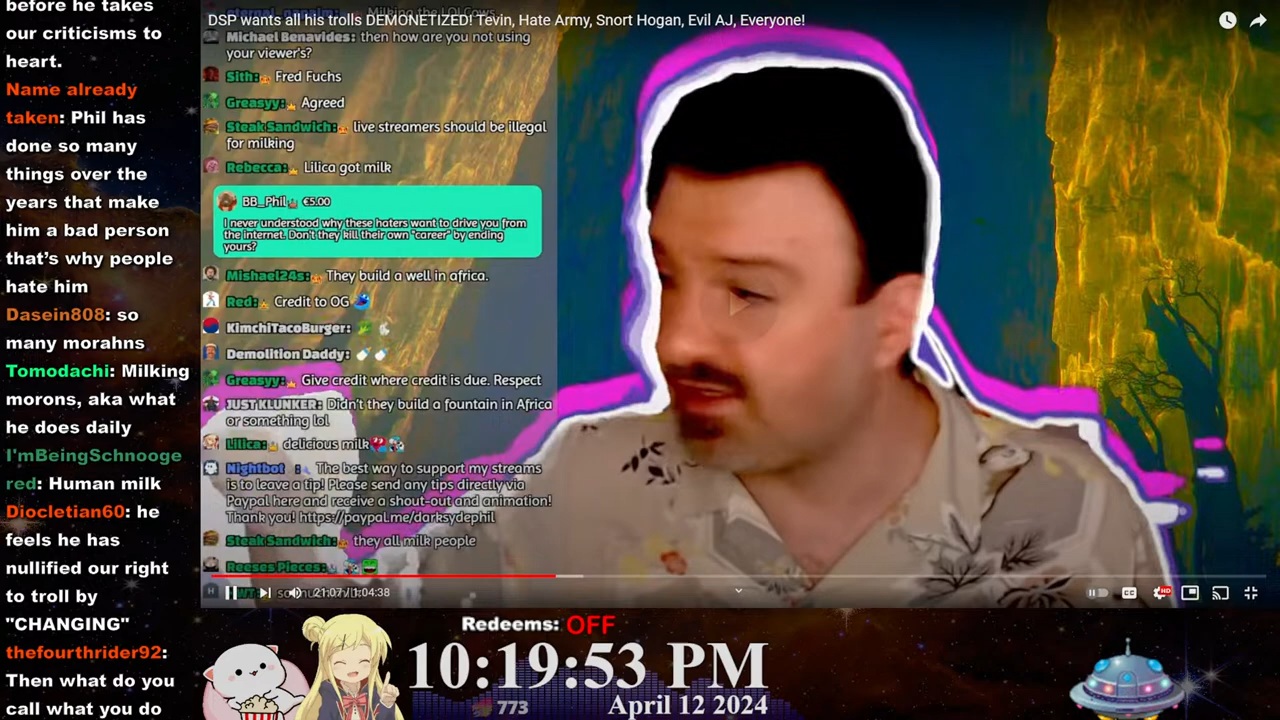 before he takes
our criticisms to
heart.
Name already
taken: Phil has
done so many
things over the
years that make
him a bad person
that’s why people
hate him
Dasein808: so
many morahns
Tomodachi: Milking
morons, aka what
he does daily
I'mBeingSchnooge
red: Human milk
Diocletian60: he
feels he has
nullified our right
to troll by
"CHANGING"
thefourthrider92:
Then what do you
call what you do
DSP wants all his trolls DEMONETIZED! Tevin, Hate Army, Snort Hogan, Evil AJ, Everyone!
Milking the LOLCows
Michael Benavides: then how are you not using
your viewer's?
Sith: Fred Fuchs
Greasyy: Agreed
Steak Sandwich: live streamers should be illegal
for milking
Rebecca: Lilica got milk
BB_Phil €5.00
I never understood why these haters want to drive you from
the internet. Don't they kill their own "career" by ending
yours?
Mishael24s: They build a well in africa.
Red: Credit to OG
KimchiTacoBurger:
Demolition Daddy:
Greasyy: Give credit where credit is due. Respect
JUST KLUNKER: Didn't they build a fountain in Africa
or something lol
Lilica: delicious milk
Nightbot : The best way to support my streams
is to leave a tip! Please send any tips directly via
Paypal here and receive a shout-out and animation!
Thank you! https://paypal.me/darksydephil
Steak Sandwich: they all milk people
Reeses Pieces:
21:07 / 1:04:38
CC
HD
Redeems: OFF
10:19:53 PM
773
April 12 2024